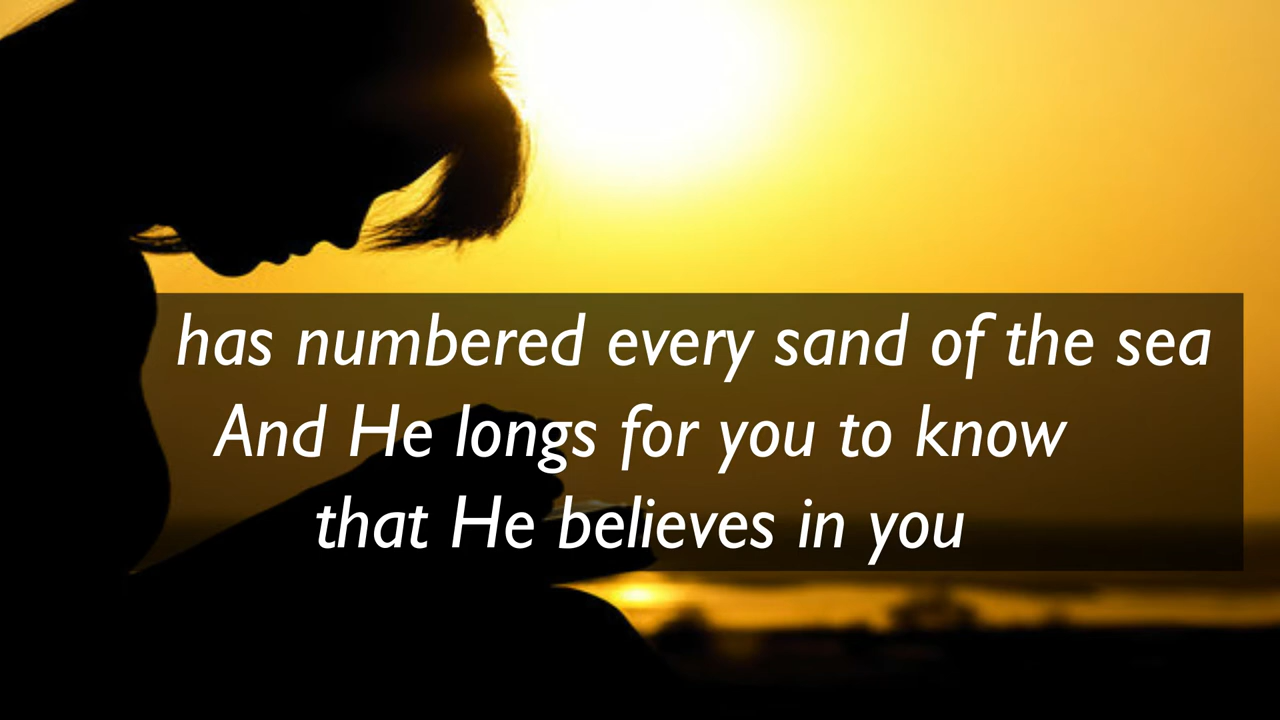 has numbered every sand of the sea
And He longs for you to know
that He believes in you